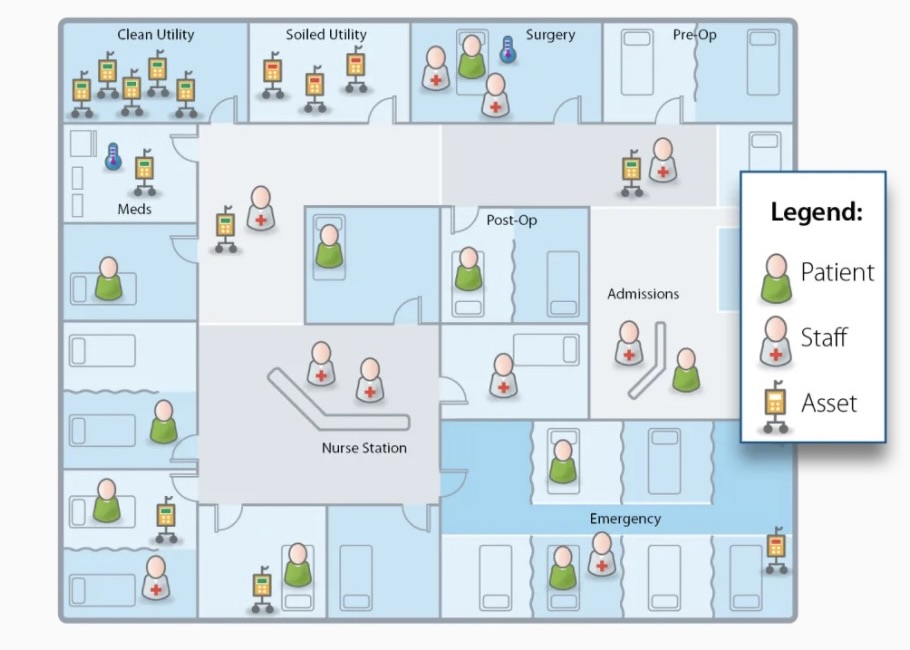 Clean Utility
Soiled Utility
Surgery
Pre-Op
Meds
Post-Op
Admissions
Nurse Station
Emergency
Legend:
Patient
Staff
Asset